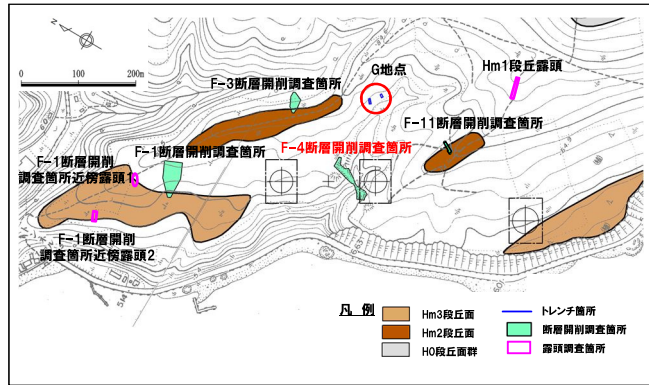 N
0 100 200m
G地点
Hm1段丘露頭
F-3断層開削調査箇所
F-11断層開削調査箇所
F-4断層開削調査箇所
F-1断層開削調査箇所
F-1断層開削
調査箇所近傍露頭1
F-1断層開削
調査箇所近傍露頭2
凡 例
Hm3段丘面
Hm2段丘面
H0段丘面群
トレンチ箇所
断層開削調査箇所
露頭調査箇所